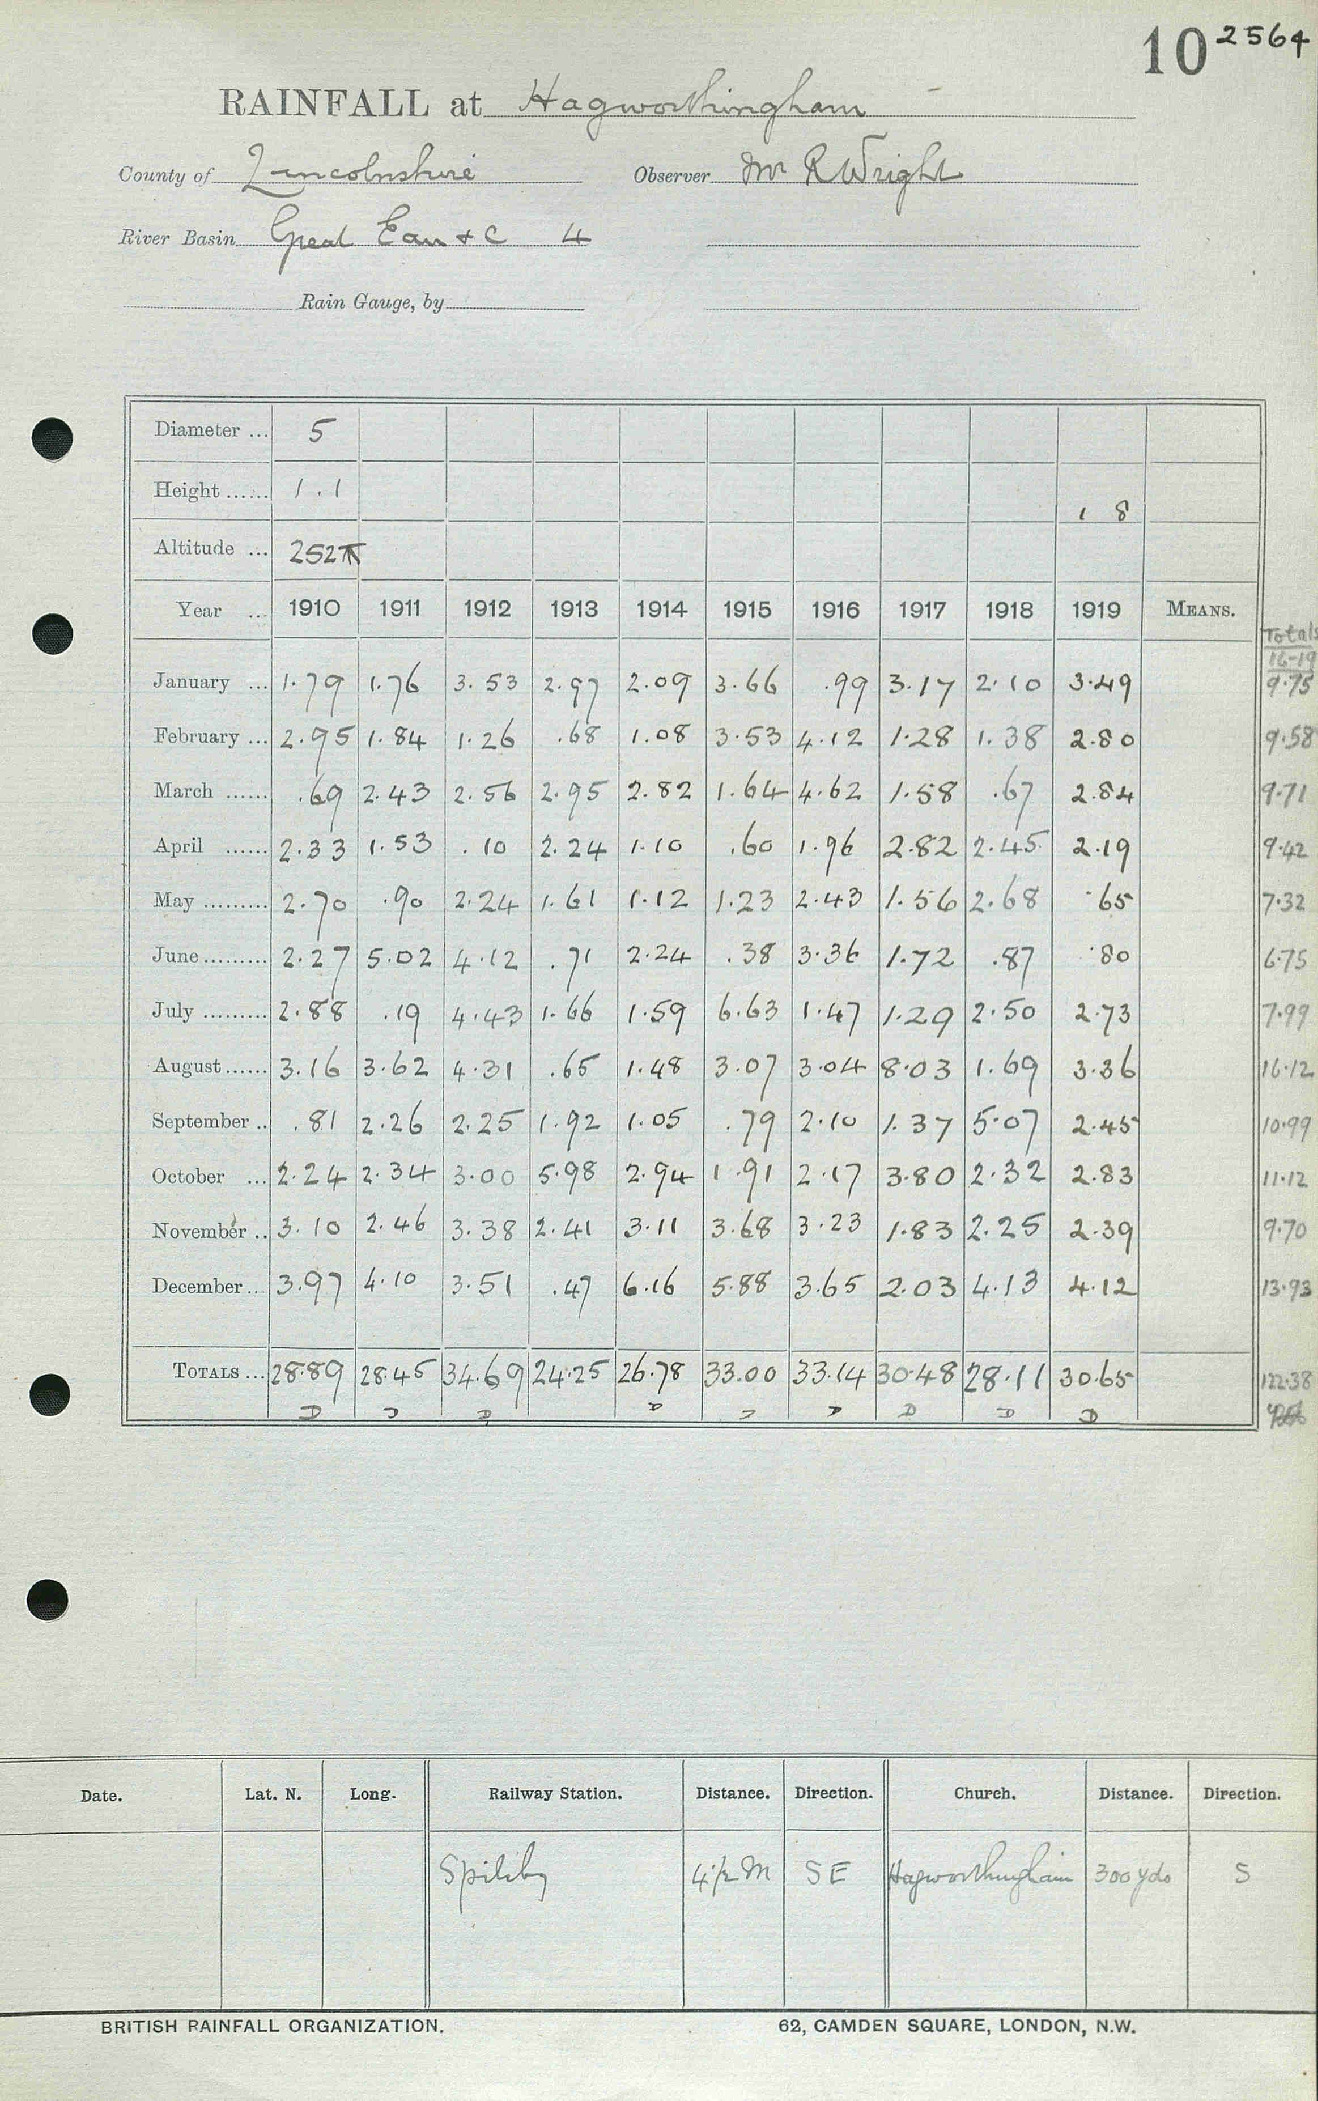 10 2564
RAINFALL at Hagworthingham
County of Lincolnshire Observer Mr R Wright
River Basin Great Eau & C 4
Rain Gauge, by
Diameter ... 5
Height ...... 1.1 1 8
Altitude ... 252ft
Year ... 1910 1911 1912 1913 1914 1915 1916 1917 1918 1919 MEANS. Totals 16-19
January ... 1.79 1.76 3.53 2.97 2.09 3.66 .99 3.17 2.10 3.49 9.75
February ... 2.95 1.84 1.26 .68 1.08 3.53 4.12 1.28 1.38 2.80 9.58
March ...... .69 2.43 2.56 2.95 2.82 1.64 4.62 1.58 .67 2.84 9.71
April ...... 2.33 1.53 .10 2.24 1.10 .60 1.96 2.82 2.45 2.19 9.42
May ......... 2.70 .90 2.24 1.61 1.12 1.23 2.43 1.56 2.68 .65 7.32
June ......... 2.27 5.02 4.12 .71 2.24 .38 3.36 1.72 .87 .80 6.75
July ......... 2.88 .19 4.43 1.66 1.59 6.63 1.47 1.29 2.50 2.73 7.99
August ...... 3.16 3.62 4.31 .65 1.48 3.07 3.04 8.03 1.69 3.36 16.12
September .. .81 2.26 2.25 1.92 1.05 .79 2.10 1.37 5.07 2.45 10.99
October ... 2.24 2.34 3.00 5.98 2.94 1.91 2.17 3.80 2.32 2.83 11.12
November .. 3.10 2.46 3.38 2.41 3.11 3.68 3.23 1.83 2.25 2.39 9.70
December ... 3.97 4.10 3.51 .47 6.16 5.88 3.65 2.03 4.13 4.12 13.93
TOTALS ... 28.89 28.45 34.69 24.25 26.78 33.00 33.14 30.48 28.11 30.65 122.38
D D D D D D D D D
Date. Lat. N. Long. Railway Station. Distance. Direction. Church. Distance. Direction.
Spilsby 4 1/2 M SE Hagworthingham 300 yds S
BRITISH RAINFALL ORGANIZATION. 62, CAMDEN SQUARE, LONDON, N.W.